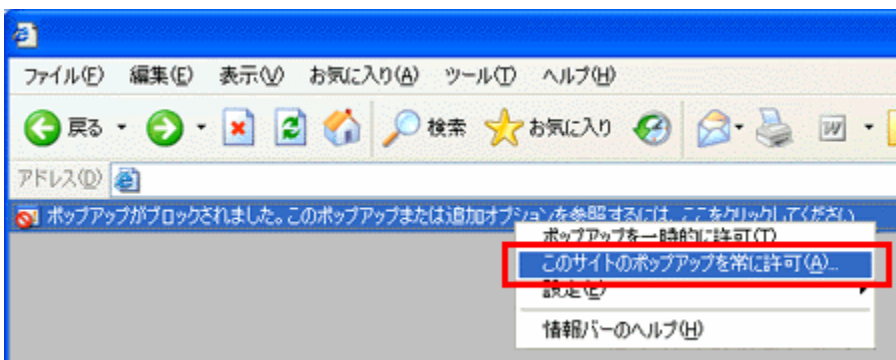 ファイル(F) 編集(E) 表示(V) お気に入り(A) ツール(T) ヘルプ(H)
戻る 検索 お気に入り W
アドレス(D)
ポップアップがブロックされました。このポップアップまたは追加オプションを参照するには、ここをクリックしてください
ポップアップを一時的に許可(T)
このサイトのポップアップを常に許可(A)...
設定(E)
情報バーのヘルプ(H)